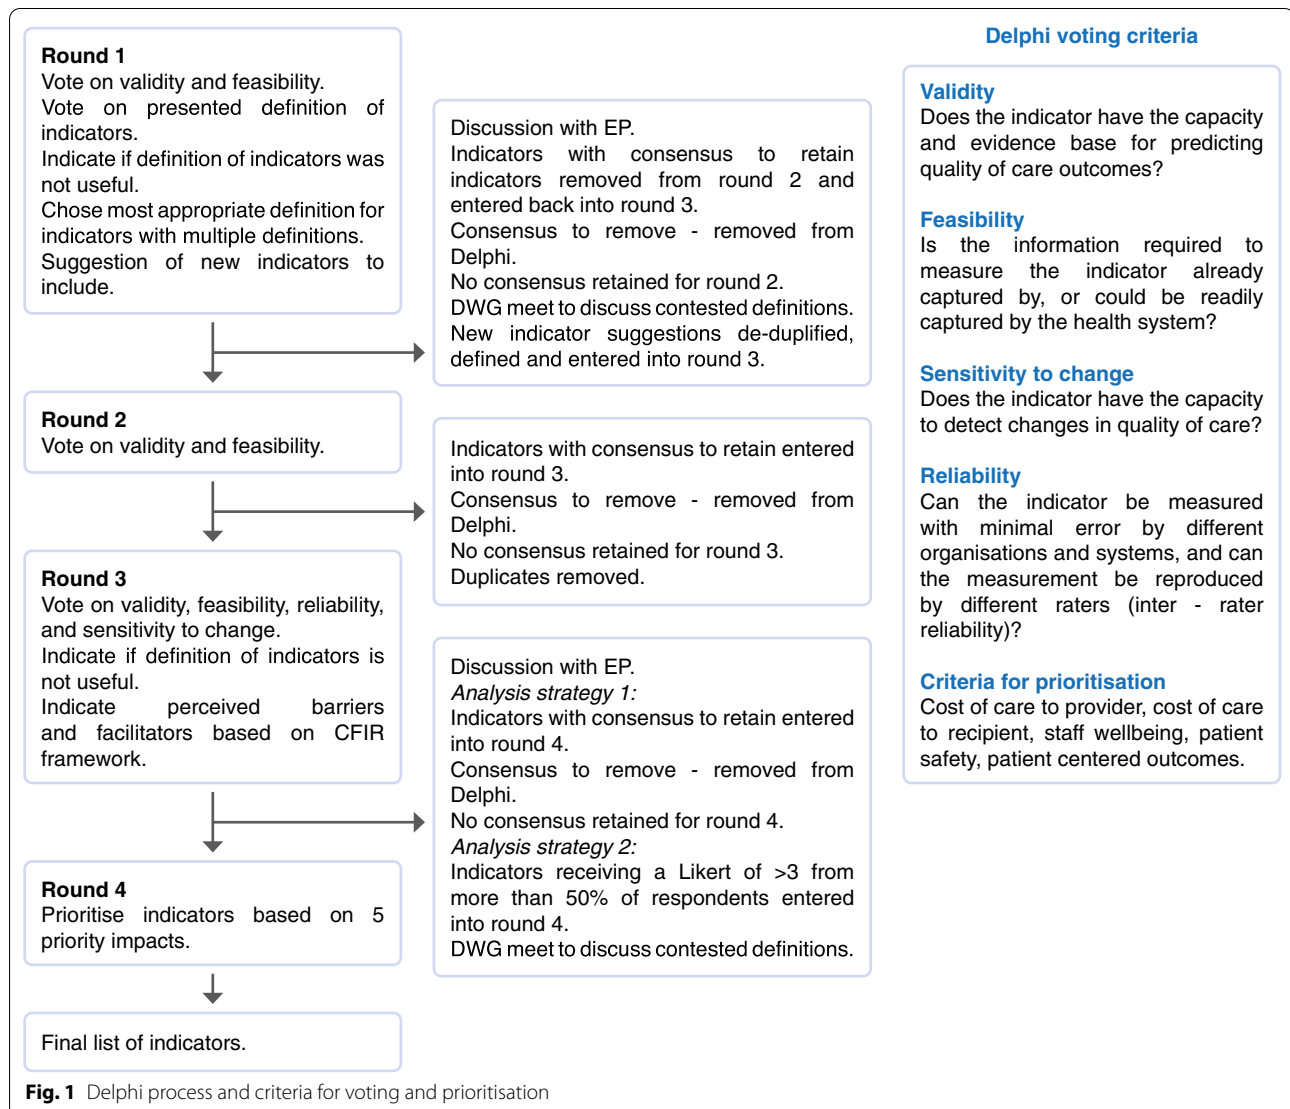 Round 1
Vote on validity and feasibility.
Vote on presented definition of
indicators.
Indicate if definition of indicators was
not useful.
Chose most appropriate definition for
indicators with multiple definitions.
Suggestion of new indicators to
include.
Discussion with EP.
Indicators with consensus to retain
indicators removed from round 2 and
entered back into round 3.
Consensus to remove - removed from
Delphi.
No consensus retained for round 2.
DWG meet to discuss contested definitions.
New indicator suggestions de-duplified,
defined and entered into round 3.
Round 2
Vote on validity and feasibility.
Indicators with consensus to retain entered
into round 3.
Consensus to remove - removed from
Delphi.
No consensus retained for round 3.
Duplicates removed.
Round 3
Vote on validity, feasibility, reliability,
and sensitivity to change.
Indicate if definition of indicators is
not useful.
Indicate perceived barriers
and facilitators based on CFIR
framework.
Discussion with EP.
Analysis strategy 1:
Indicators with consensus to retain entered
into round 4.
Consensus to remove - removed from
Delphi.
No consensus retained for round 4.
Analysis strategy 2:
Indicators receiving a Likert of >3 from
more than 50% of respondents entered
into round 4.
DWG meet to discuss contested definitions.
Round 4
Prioritise indicators based on 5
priority impacts.
Final list of indicators.
Delphi voting criteria
Validity
Does the indicator have the capacity
and evidence base for predicting
quality of care outcomes?
Feasibility
Is the information required to
measure the indicator already
captured by, or could be readily
captured by the health system?
Sensitivity to change
Does the indicator have the capacity
to detect changes in quality of care?
Reliability
Can the indicator be measured
with minimal error by different
organisations and systems, and can
the measurement be reproduced
by different raters (inter - rater
reliability)?
Criteria for prioritisation
Cost of care to provider, cost of care
to recipient, staff wellbeing, patient
safety, patient centered outcomes.
Fig. 1 Delphi process and criteria for voting and prioritisation